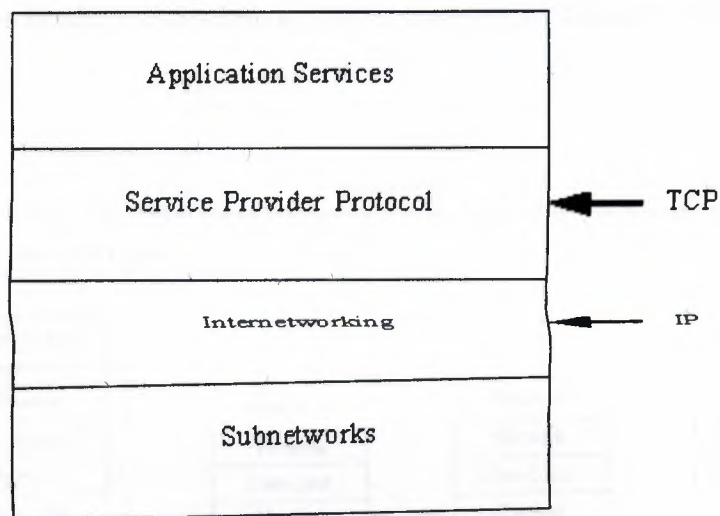 Application Services
Service Provider Protocol
TCP
Internetworking
IP
Subnetworks